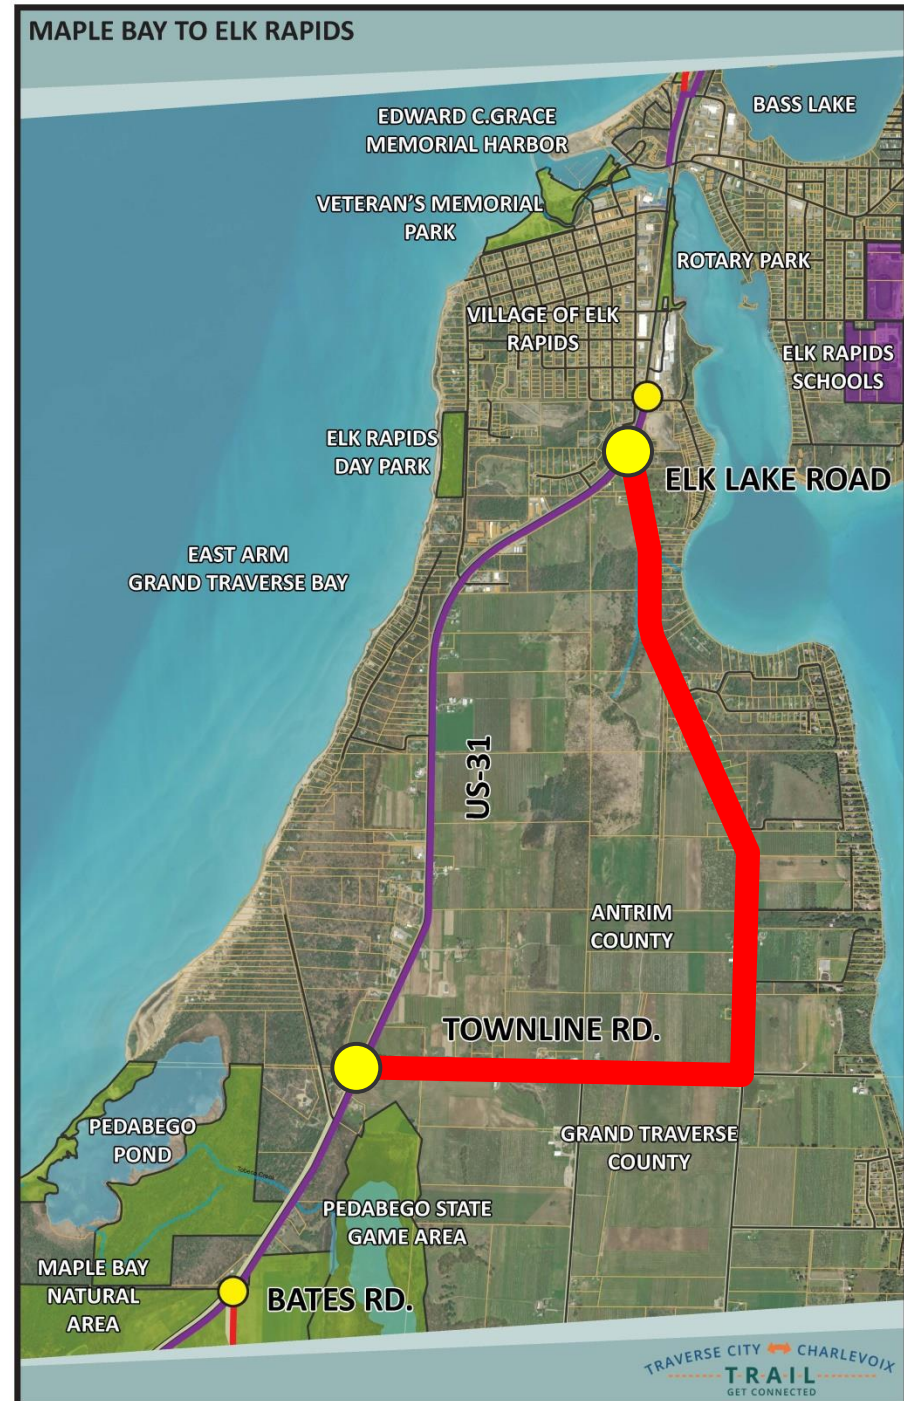 MAPLE BAY TO ELK RAPIDS
BASS LAKE
EDWARD C.GRACE
MEMORIAL HARBOR
VETERAN'S MEMORIAL
PARK
ROTARY PARK
VILLAGE OF ELK
RAPIDS
ELK RAPIDS
SCHOOLS
ELK RAPIDS
DAY PARK
ELK LAKE ROAD
EAST ARM
GRAND TRAVERSE BAY
US-31
ANTRIM
COUNTY
TOWNLINE RD.
PEDABEGO
POND
GRAND TRAVERSE
COUNTY
PEDABEGO STATE
GAME AREA
MAPLE BAY
NATURAL
AREA
BATES RD.
TRAVERSE CITY CHARLEVOIX
TRAIL
GET CONNECTED